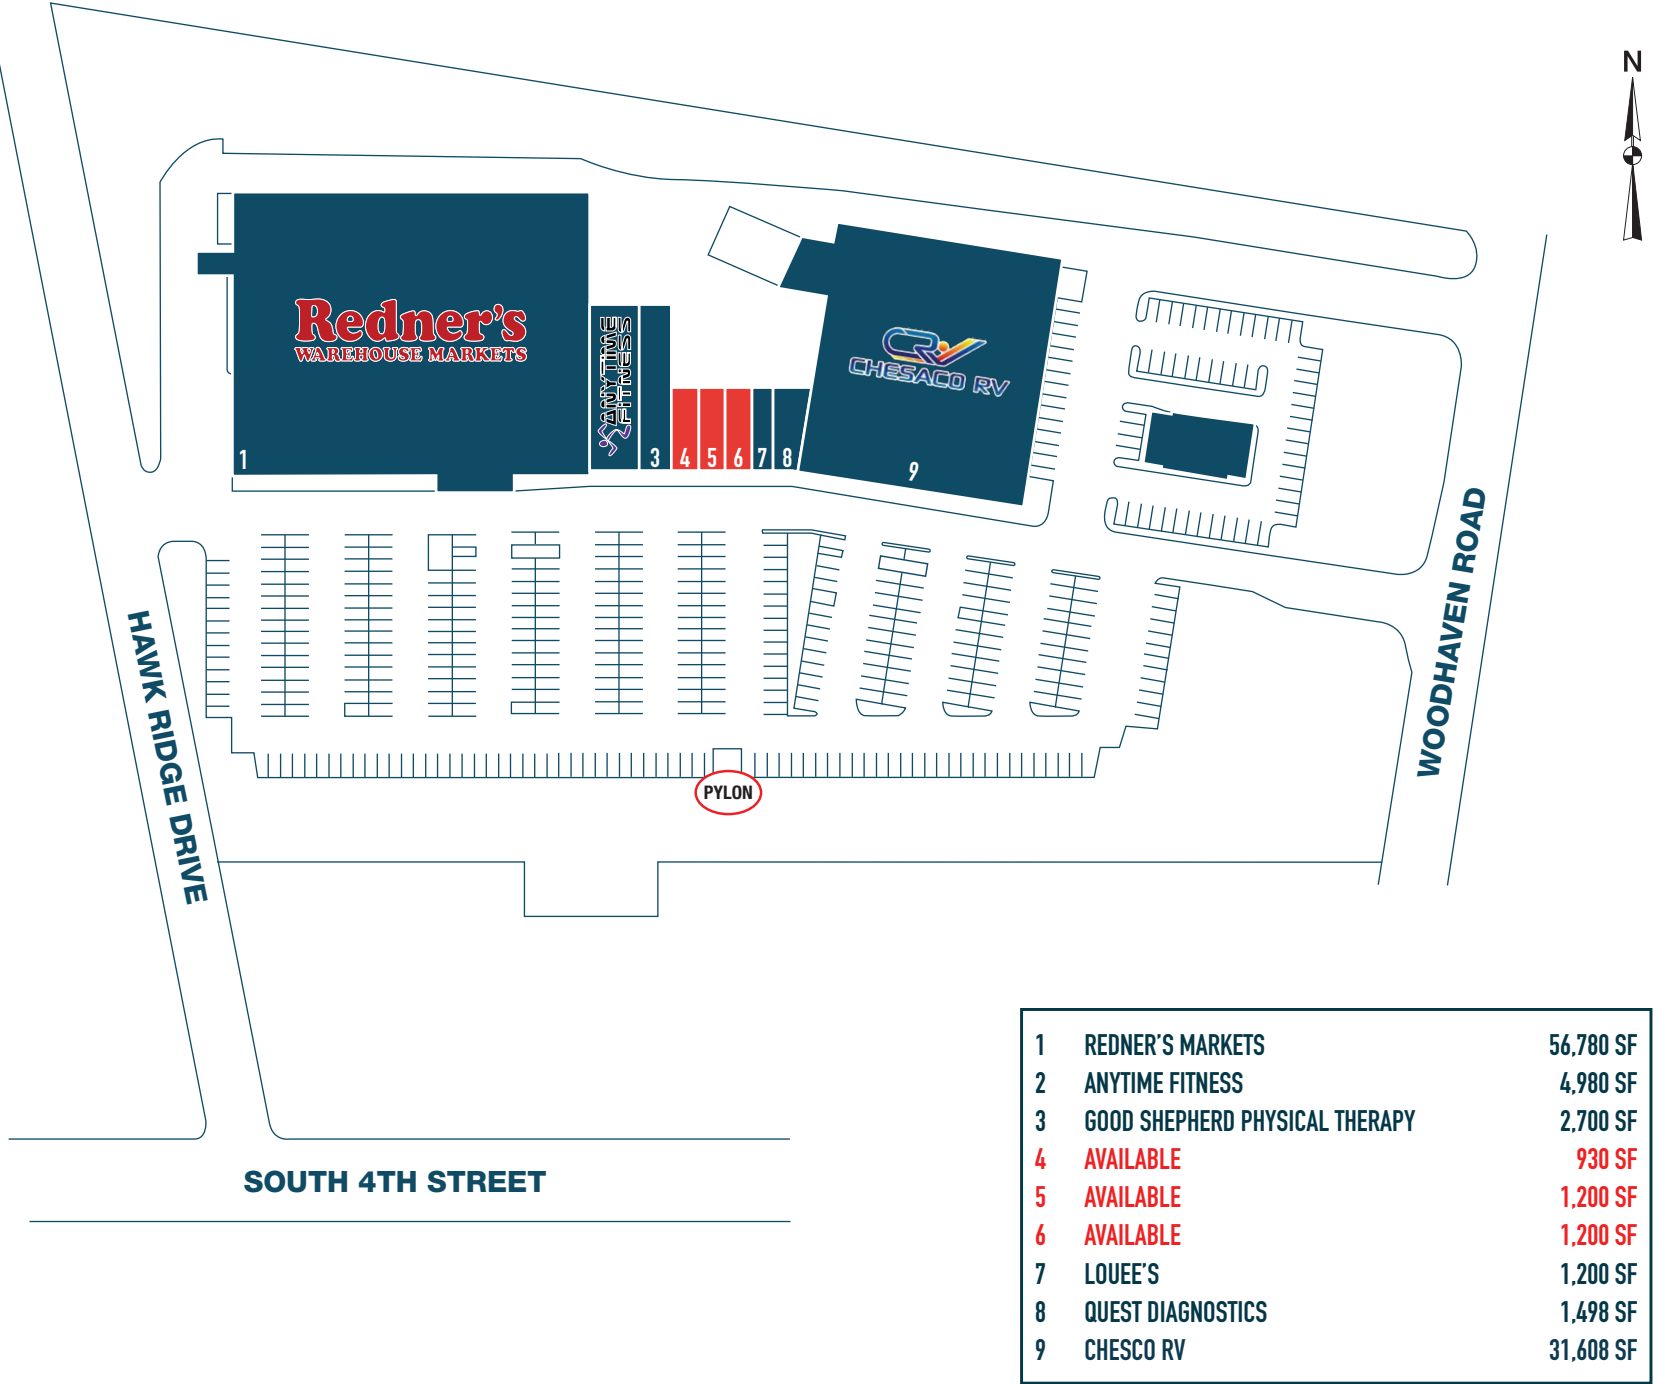 N
Redner's
WAREHOUSE MARKETS
ANYTIME
FITNESS
CRV
CHESACO RV
1
3
4
5
6
7
8
9
HAWK RIDGE DRIVE
WOODHAVEN ROAD
PYLON
SOUTH 4TH STREET
1 REDNER'S MARKETS 56,780 SF
2 ANYTIME FITNESS 4,980 SF
3 GOOD SHEPHERD PHYSICAL THERAPY 2,700 SF
4 AVAILABLE 930 SF
5 AVAILABLE 1,200 SF
6 AVAILABLE 1,200 SF
7 LOUEE'S 1,200 SF
8 QUEST DIAGNOSTICS 1,498 SF
9 CHESCO RV 31,608 SF